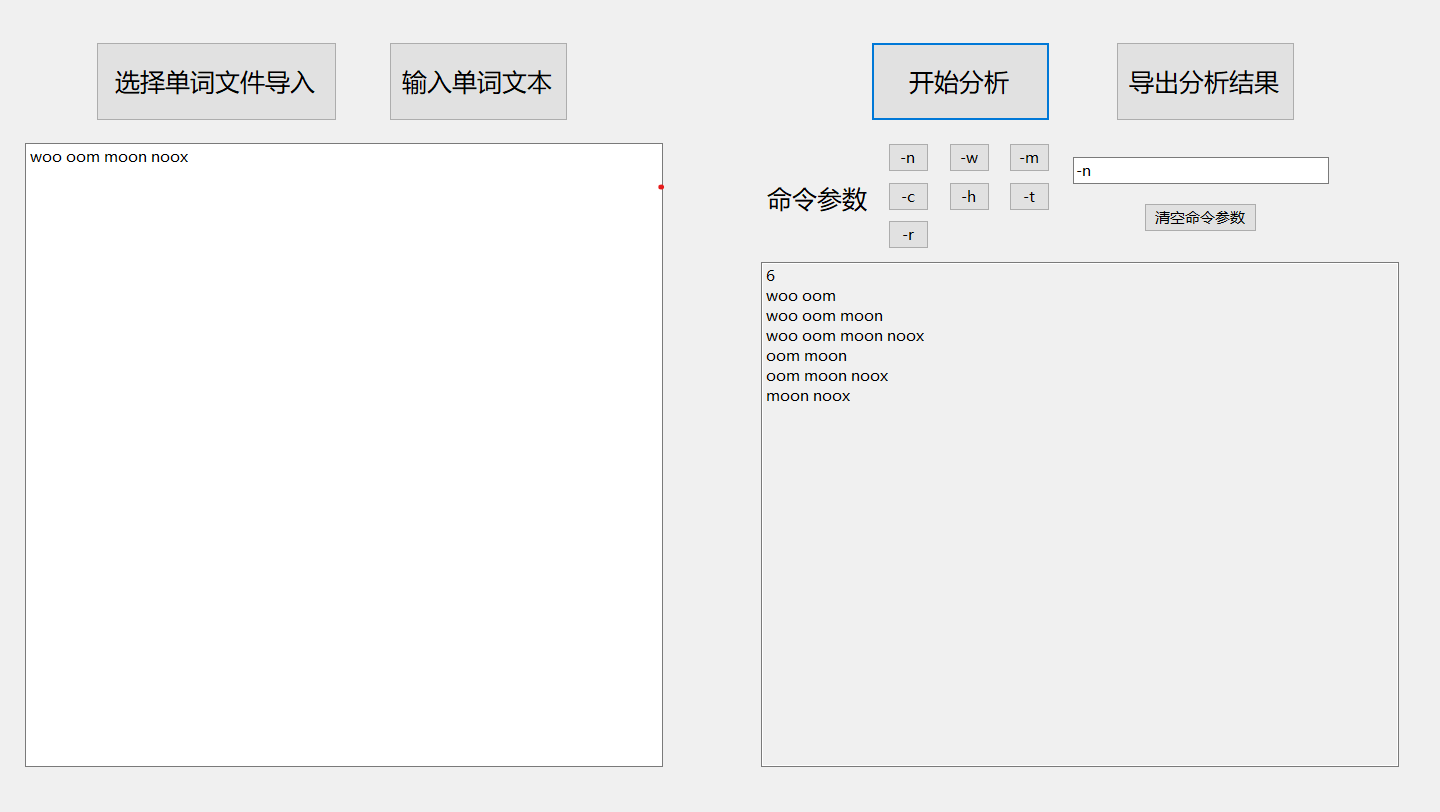 选择单词文件导入
输入单词文本
开始分析
导出分析结果
woo oom moon noox
命令参数
-n
-w
-m
-c
-h
-t
-r
-n
清空命令参数
6
woo oom
woo oom moon
woo oom moon noox
oom moon
oom moon noox
moon noox